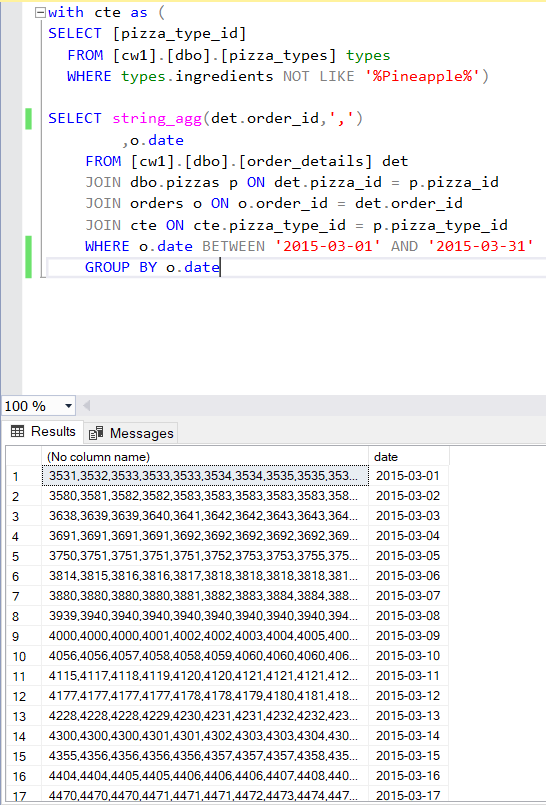 with cte as (
SELECT [pizza_type_id]
FROM [cw1].[dbo].[pizza_types] types
WHERE types.ingredients NOT LIKE '%Pineapple%')
SELECT string_agg(det.order_id,',')
,o.date
FROM [cw1].[dbo].[order_details] det
JOIN dbo.pizzas p ON det.pizza_id = p.pizza_id
JOIN orders o ON o.order_id = det.order_id
JOIN cte ON cte.pizza_type_id = p.pizza_type_id
WHERE o.date BETWEEN '2015-03-01' AND '2015-03-31'
GROUP BY o.date
100 %
Results Messages
(No column name) date
1 3531,3532,3533,3533,3533,3534,3534,3535,3535,353... 2015-03-01
2 3580,3581,3582,3582,3583,3583,3583,3583,3583,358... 2015-03-02
3 3638,3639,3639,3640,3641,3642,3642,3643,3643,364... 2015-03-03
4 3691,3691,3691,3691,3692,3692,3692,3692,3692,369... 2015-03-04
5 3750,3751,3751,3751,3751,3752,3753,3753,3755,375... 2015-03-05
6 3814,3815,3816,3816,3817,3818,3818,3818,3818,381... 2015-03-06
7 3880,3880,3880,3880,3881,3882,3883,3884,3884,388... 2015-03-07
8 3939,3940,3940,3940,3940,3940,3940,3940,3940,394... 2015-03-08
9 4000,4000,4000,4001,4002,4002,4003,4004,4005,400... 2015-03-09
10 4056,4056,4057,4058,4058,4059,4060,4060,4060,406... 2015-03-10
11 4115,4117,4118,4119,4120,4120,4121,4121,4121,412... 2015-03-11
12 4177,4177,4177,4177,4178,4178,4179,4180,4181,418... 2015-03-12
13 4228,4228,4228,4229,4230,4231,4231,4232,4232,423... 2015-03-13
14 4300,4300,4300,4301,4301,4302,4303,4303,4304,430... 2015-03-14
15 4355,4356,4356,4356,4356,4357,4357,4357,4358,435... 2015-03-15
16 4404,4404,4405,4405,4406,4406,4406,4407,4408,440... 2015-03-16
17 4470,4470,4470,4471,4471,4471,4472,4473,4474,447... 2015-03-17